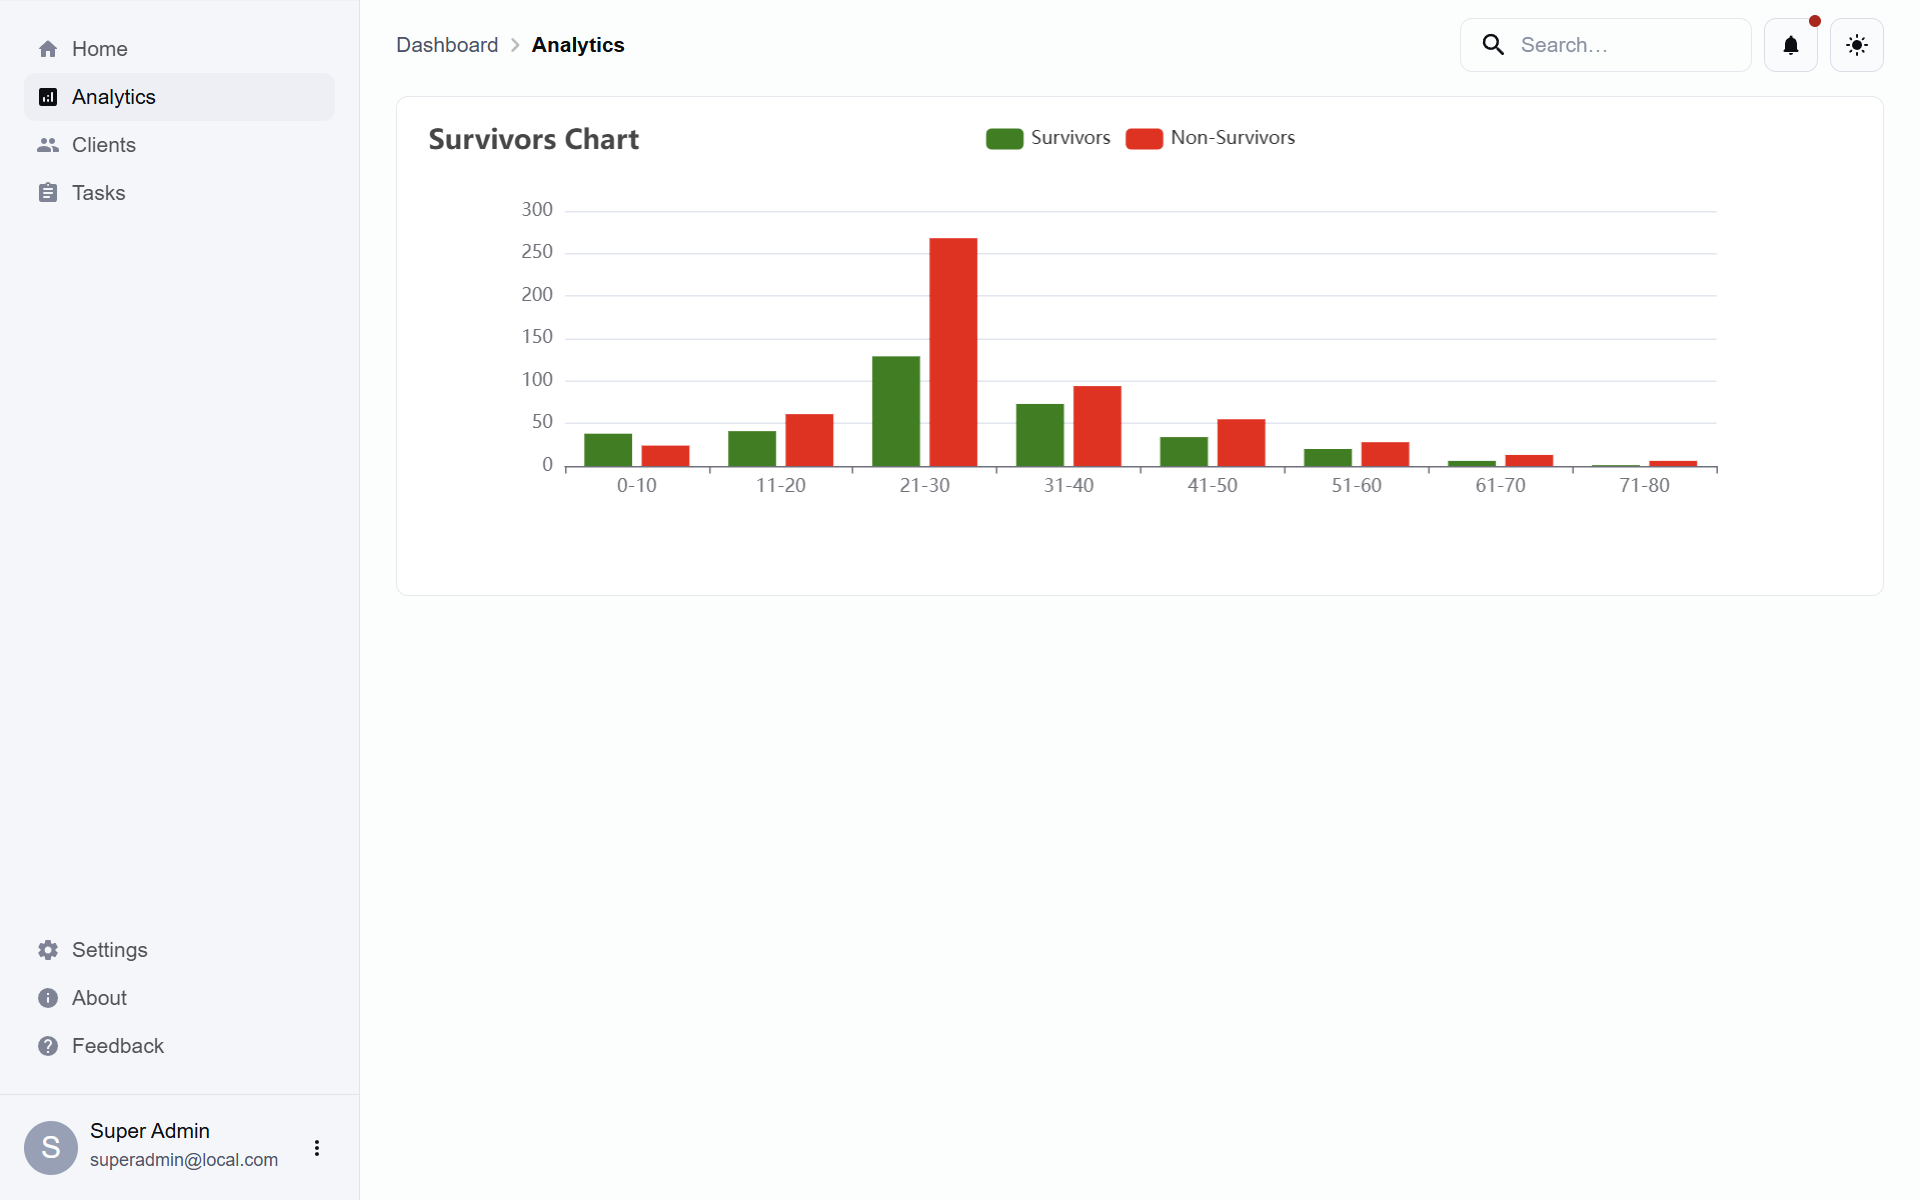 Home
Analytics
Clients
Tasks
Settings
About
Feedback
S
Super Admin
superadmin@local.com
Dashboard Analytics
Search…
Survivors Chart
Survivors Non-Survivors
300
250
200
150
100
50
0
0-10 11-20 21-30 31-40 41-50 51-60 61-70 71-80